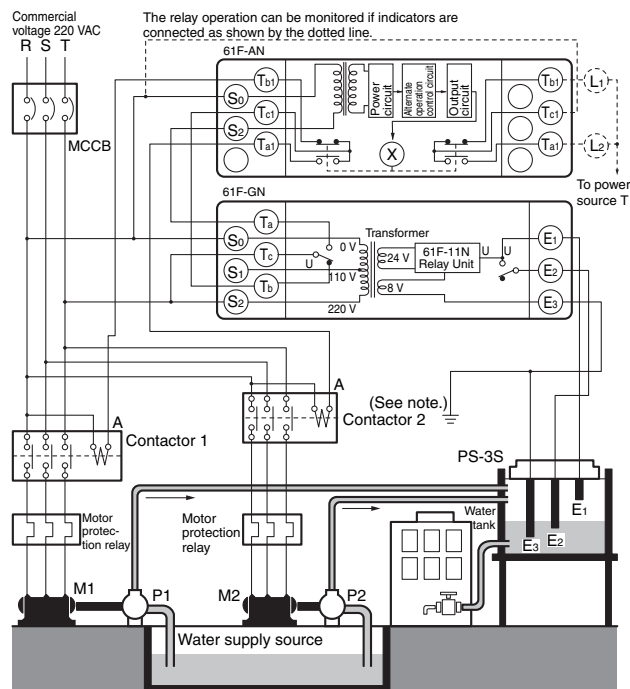 Commercial
voltage 220 VAC
R S T
The relay operation can be monitored if indicators are
connected as shown by the dotted line.
MCCB
61F-AN
Tb1
S0
Tc1
S2
Ta1
Power
circuit
Alternate
operation
control circuit
Output
circuit
X
Tb1
Tc1
Ta1
L1
L2
To power
source T
61F-GN
Ta
S0
Tc
S1
Tb
S2
U
Transformer
0 V
110 V
220 V
24 V
8 V
61F-11N
Relay Unit
U U
E1
E2
E3
A
Contactor 1
A
Contactor 2
(See note.)
PS-3S
Motor
protec-
tion relay
Motor
protection
relay
Water
tank
E1
E2
E3
M1
P1
M2
P2
Water supply source